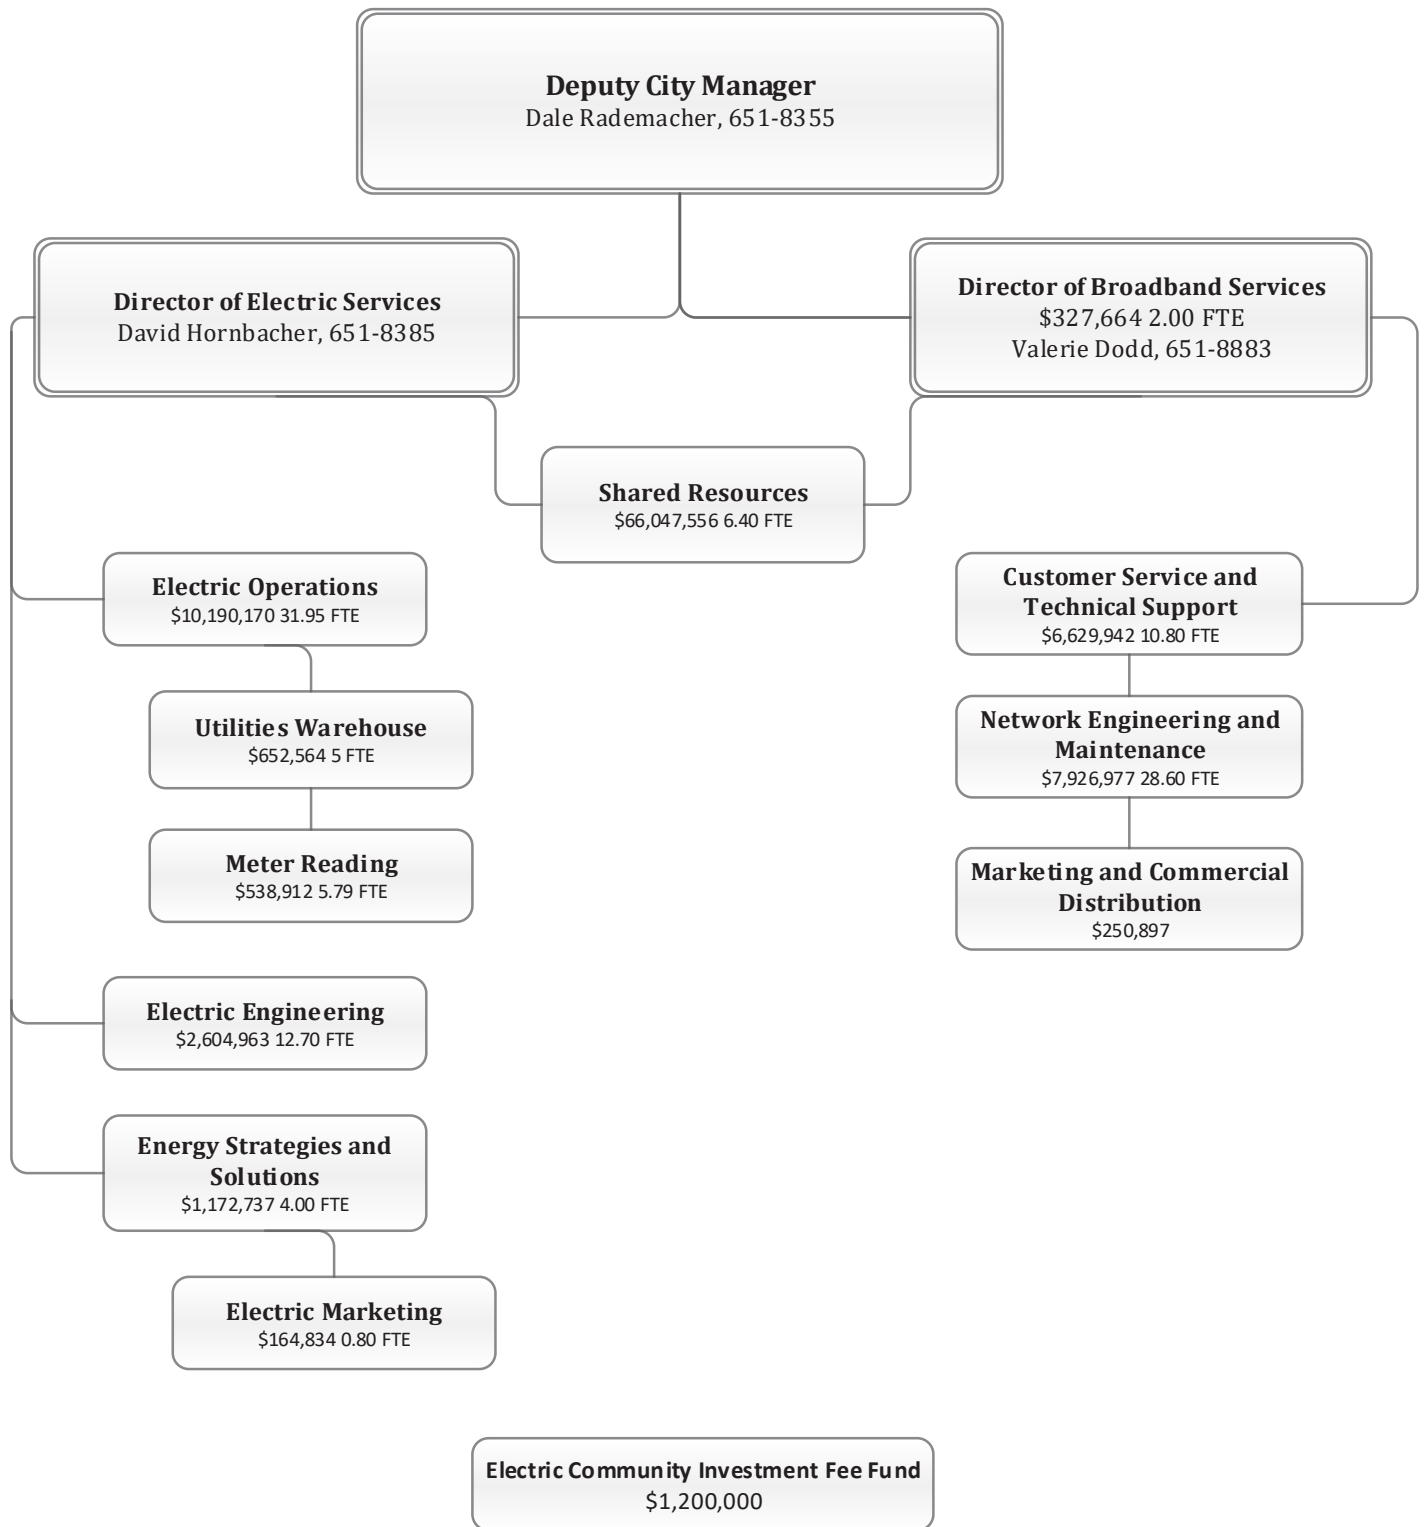 Deputy City Manager
Dale Rademacher, 651-8355
Director of Electric Services
David Hornbacher, 651-8385
Director of Broadband Services
$327,664 2.00 FTE
Valerie Dodd, 651-8883
Shared Resources
$66,047,556 6.40 FTE
Electric Operations
$10,190,170 31.95 FTE
Utilities Warehouse
$652,564 5 FTE
Meter Reading
$538,912 5.79 FTE
Electric Engineering
$2,604,963 12.70 FTE
Energy Strategies and
Solutions
$1,172,737 4.00 FTE
Electric Marketing
$164,834 0.80 FTE
Customer Service and
Technical Support
$6,629,942 10.80 FTE
Network Engineering and
Maintenance
$7,926,977 28.60 FTE
Marketing and Commercial
Distribution
$250,897
Electric Community Investment Fee Fund
$1,200,000